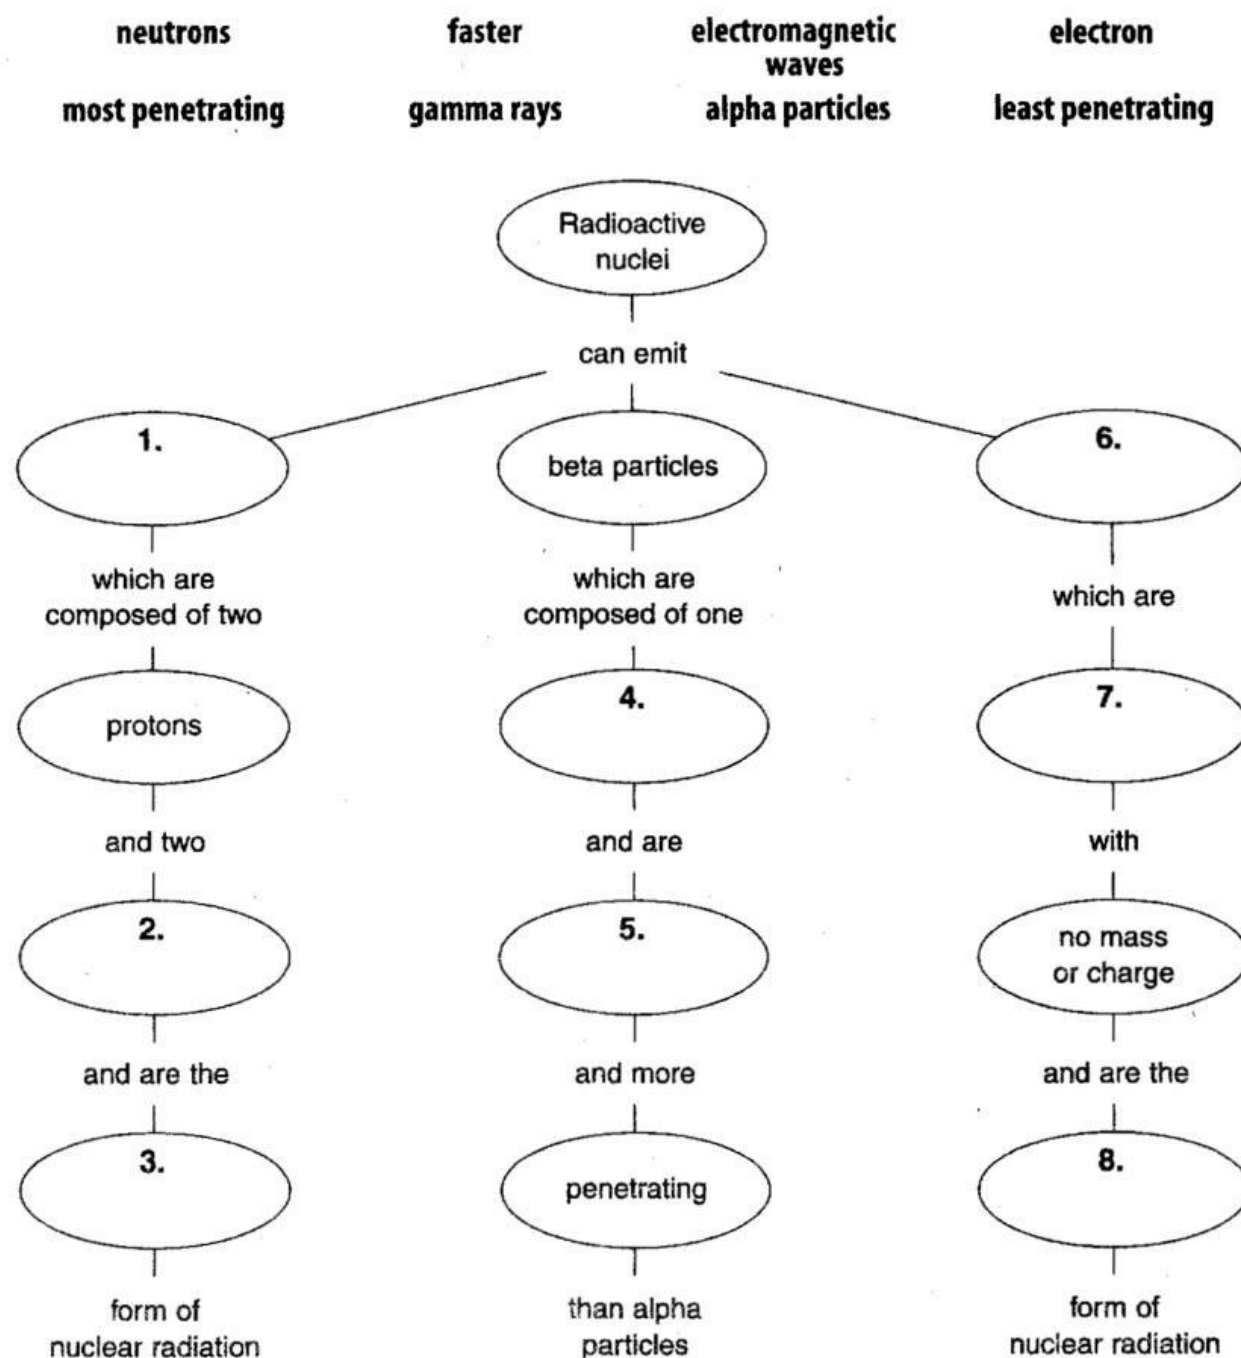 neutrons
faster
electromagnetic
waves
electron
most penetrating
gamma rays
alpha particles
least penetrating
Radioactive
nuclei
can emit
1.
beta particles
6.
which are
composed of two
which are
composed of one
which are
protons
4.
7.
and two
and are
with
2.
5.
no mass
or charge
and are the
and more
and are the
3.
penetrating
8.
form of
nuclear radiation
than alpha
particles
form of
nuclear radiation